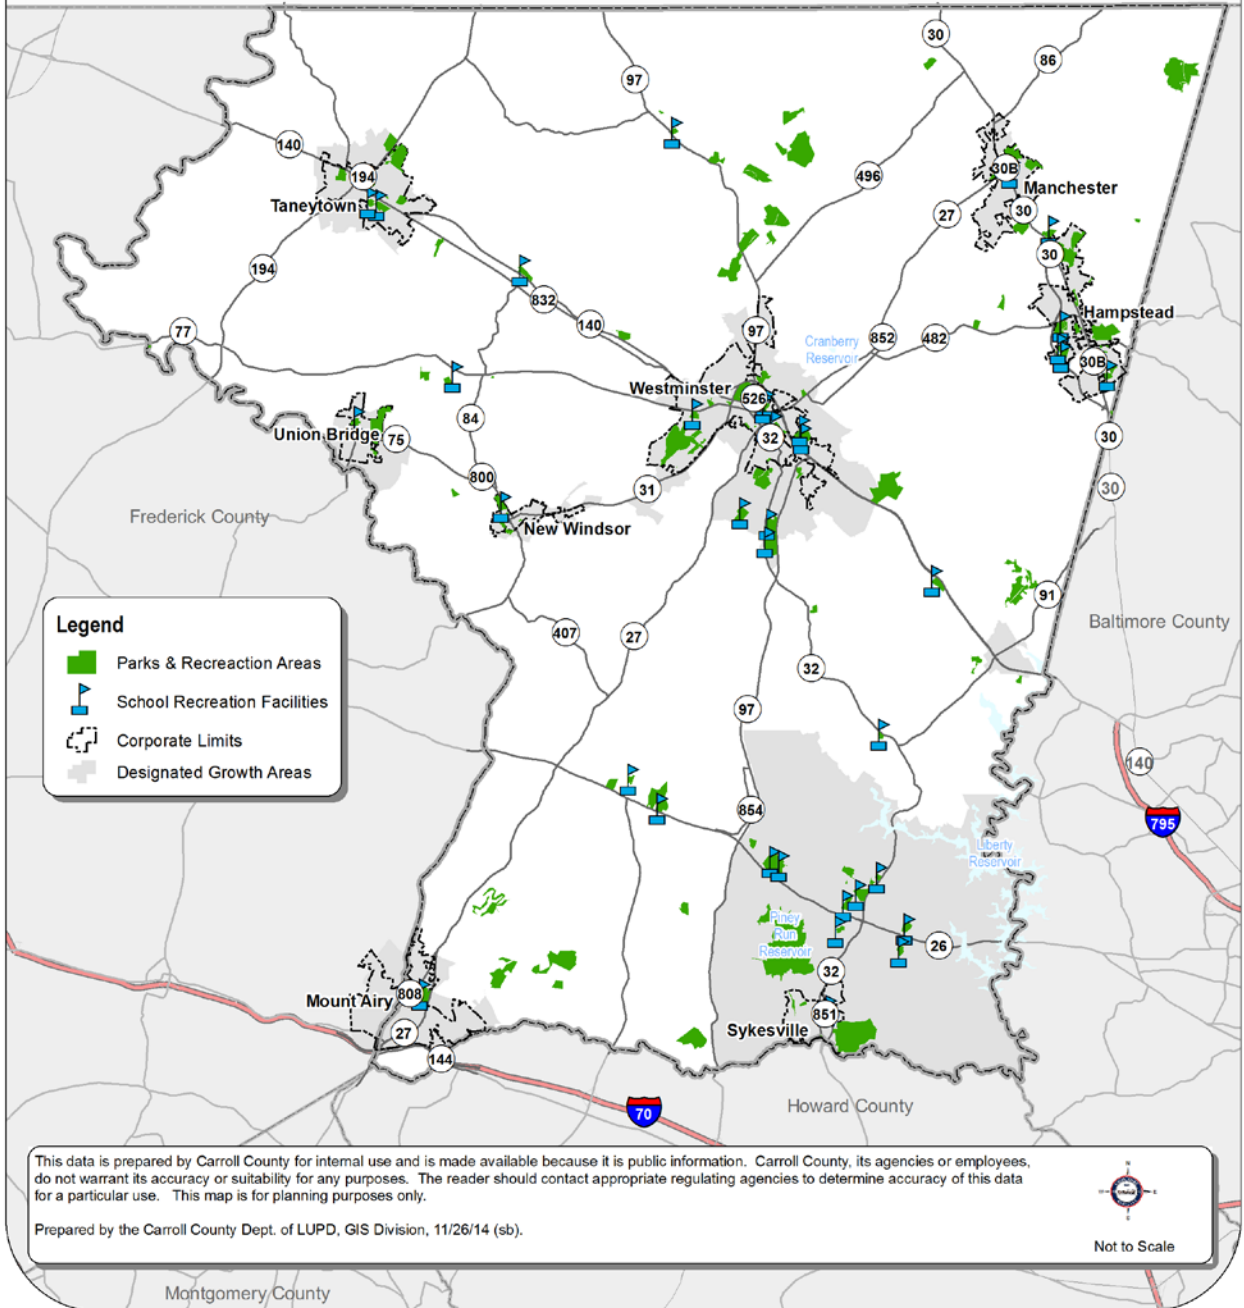 30
86
97
140
194
496
30B
Manchester
Taneytown
27
30
194
30
832
Hampstead
77
140
97
852
482
Cranberry
Reservoir
30B
Westminster
526
84
Union Bridge
75
32
30
800
31
30
Frederick County
New Windsor
91
Baltimore County
407
27
32
97
Legend
Parks & Recreaction Areas
School Recreation Facilities
Corporate Limits
Designated Growth Areas
140
854
795
Liberty
Reservoir
Piney
Run
Reservoir
26
32
Mount Airy
808
851
Sykesville
27
144
70
Howard County
This data is prepared by Carroll County for internal use and is made available because it is public information. Carroll County, its agencies or employees,
do not warrant its accuracy or suitability for any purposes. The reader should contact appropriate regulating agencies to determine accuracy of this data
for a particular use. This map is for planning purposes only.
Prepared by the Carroll County Dept. of LUPD, GIS Division, 11/26/14 (sb).
N
Not to Scale
Montgomery County